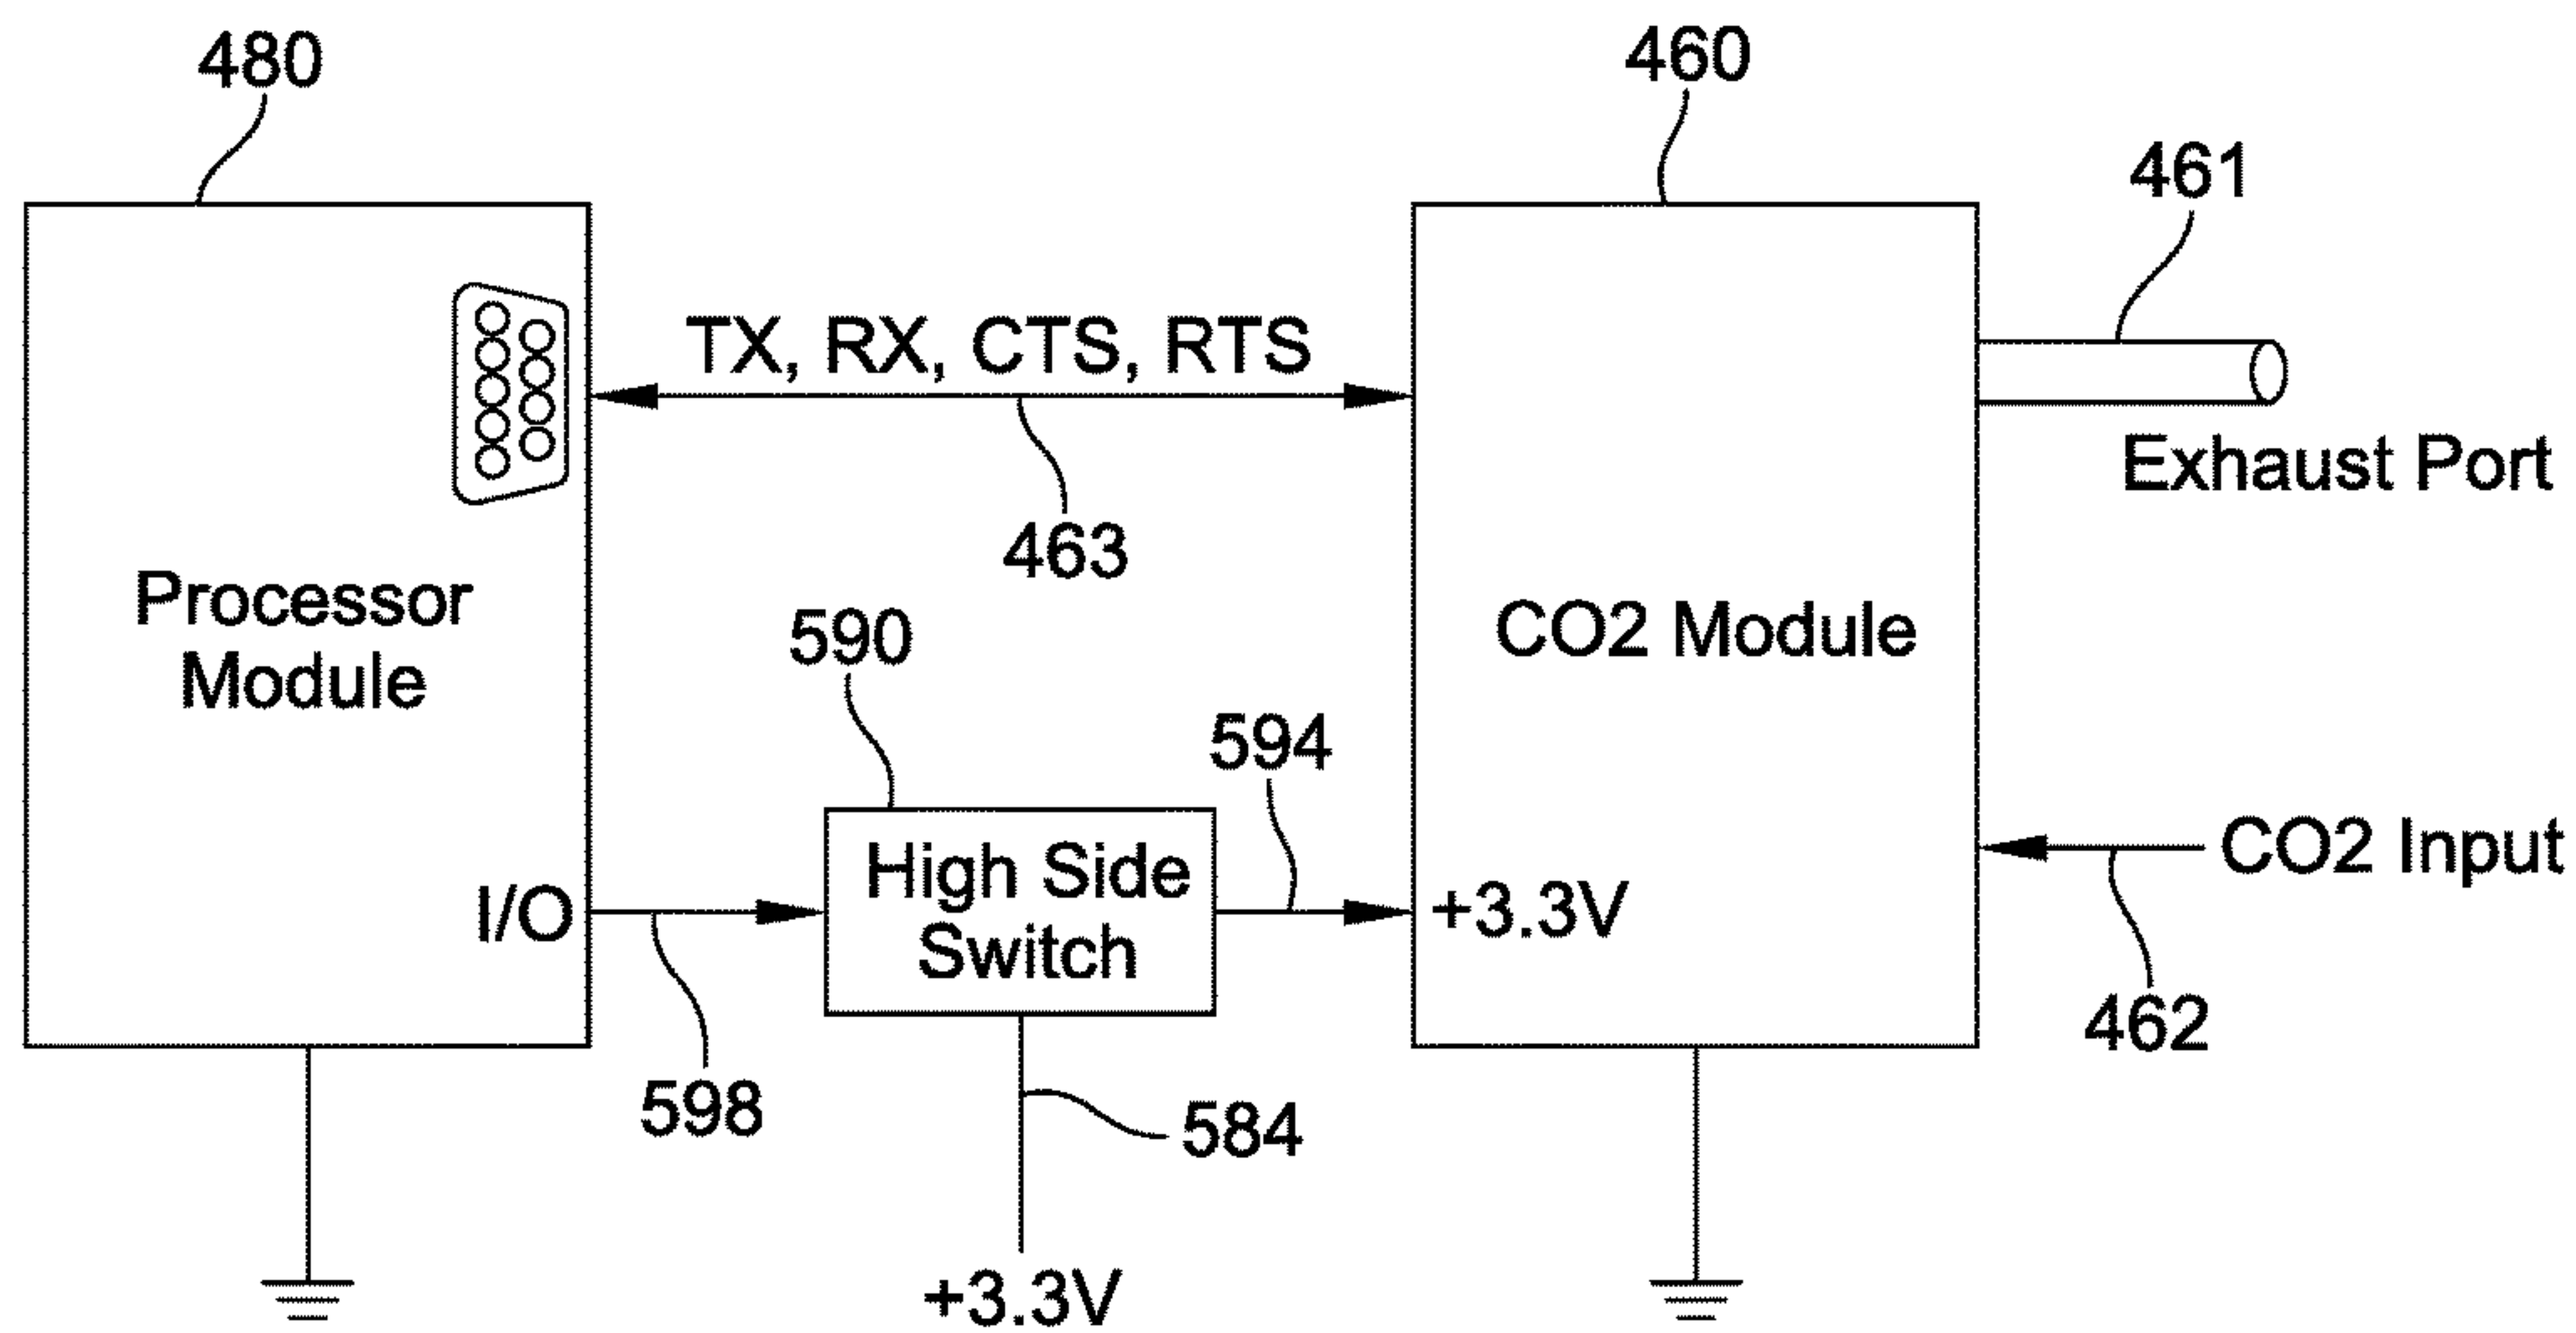 480
460
461
TX, RX, CTS, RTS
Exhaust Port
463
Processor
Module
CO2 Module
590
594
High Side
Switch
CO2 Input
I/O
+3.3V
462
598
584
+3.3V